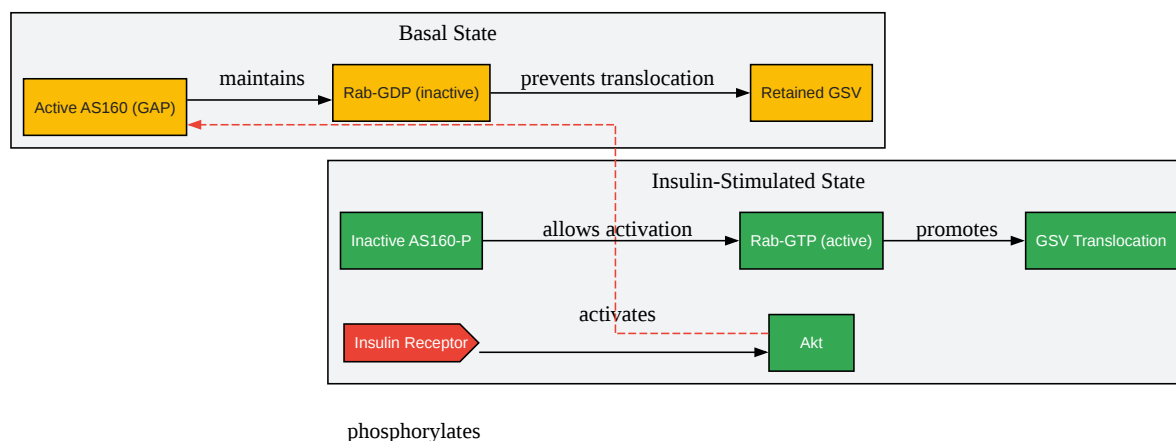 Basal State
maintains
prevents translocation
Active AS160 (GAP)
Rab-GDP (inactive)
Retained GSV
Insulin-Stimulated State
Inactive AS160-P
allows activation
Rab-GTP (active)
promotes
GSV Translocation
activates
Insulin Receptor
Akt
phosphorylates